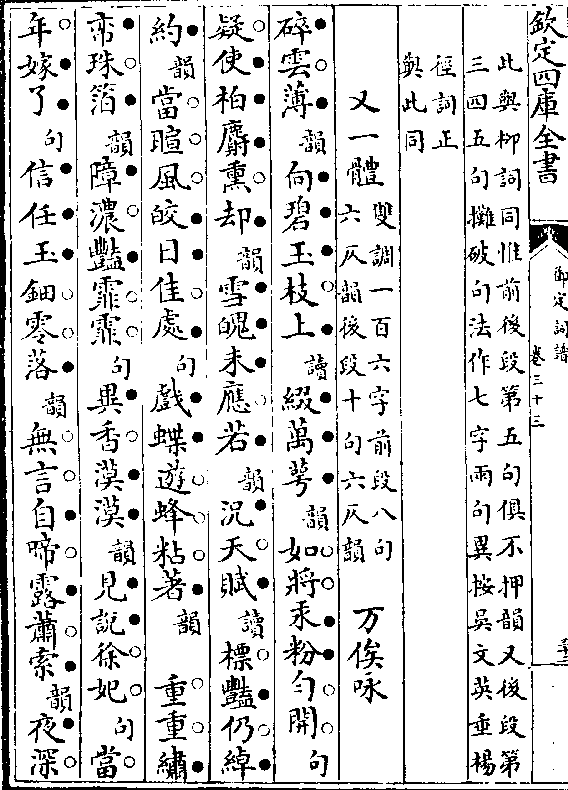 欽定四庫全書
御定詞譜
卷三十三
此與柳詞同惟前後段第五句俱不押韻又後段第
三四五句攤破句法作七字兩句異按吳文英垂楊
徑詞正
與此同
又一體
雙調一百六字前段八句
六仄韻後段十句六仄韻
万俟咏
碎雲薄韻向碧玉枝上讀綴萬萼韻如將汞粉勻開句
疑使柏麝熏却韻雪魄未應若韻況天賦讀標豔仍綽
約韻當暄風皎日佳處句戲蝶遊蜂粘著韻 重重繡
帟珠箔韻障濃豔霏霏句異香漠漠韻見說徐妃句當
年嫁了句信任玉鈿零落韻無言自啼露蕭索韻夜深